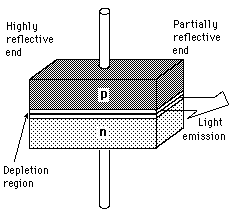 Highly
reflective
end
Partially
reflective
end
p
n
Light
emission
Depletion
region